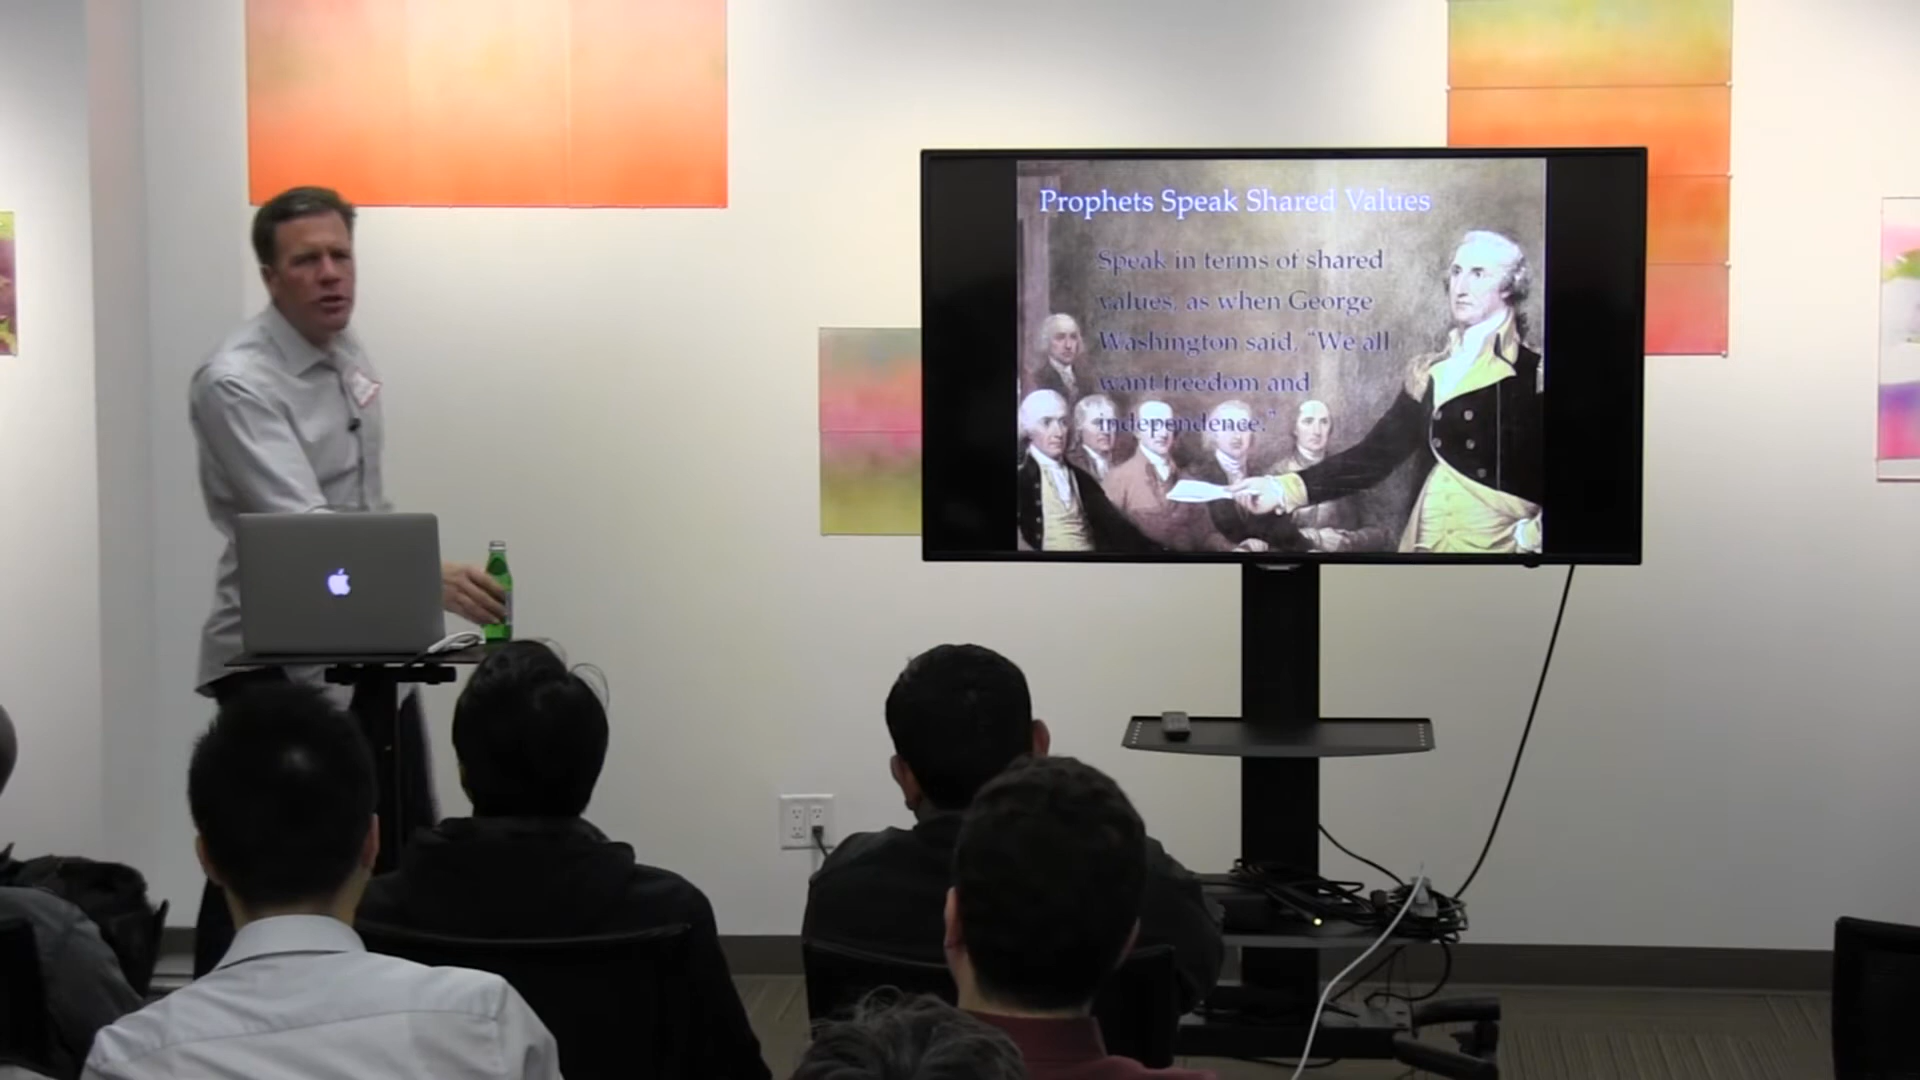 Prophets Speak Shared Values
Speak in terms of shared
values, as when George
Washington said, “We all
want freedom and
independence.”